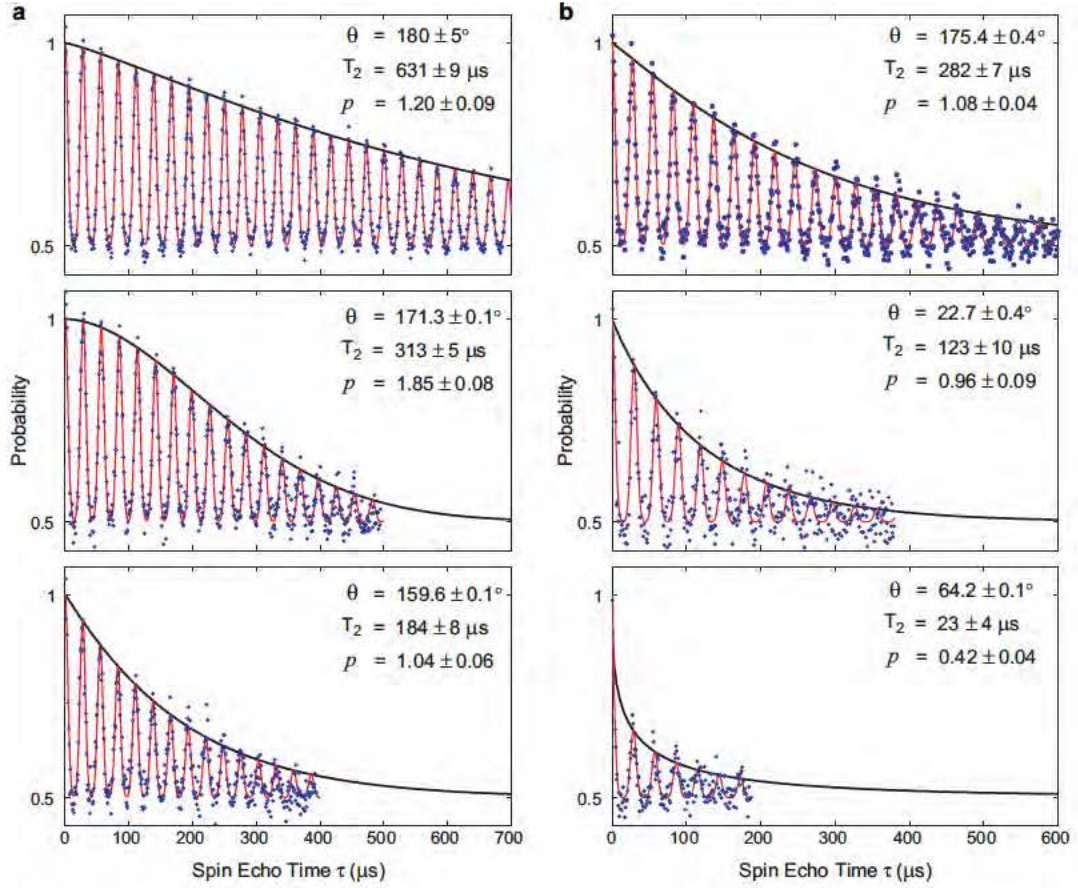 a
θ = 180 ± 5°
T2 = 631 ± 9 μs
p = 1.20 ± 0.09
1
0.5
θ = 171.3 ± 0.1°
T2 = 313 ± 5 μs
p = 1.85 ± 0.08
1
0.5
Probability
θ = 159.6 ± 0.1°
T2 = 184 ± 8 μs
p = 1.04 ± 0.06
1
0.5
0 100 200 300 400 500 600 700
Spin Echo Time τ (μs)
b
θ = 175.4 ± 0.4°
T2 = 282 ± 7 μs
p = 1.08 ± 0.04
1
0.5
θ = 22.7 ± 0.4°
T2 = 123 ± 10 μs
p = 0.96 ± 0.09
1
0.5
Probability
θ = 64.2 ± 0.1°
T2 = 23 ± 4 μs
p = 0.42 ± 0.04
1
0.5
0 100 200 300 400 500 600
Spin Echo Time τ (μs)